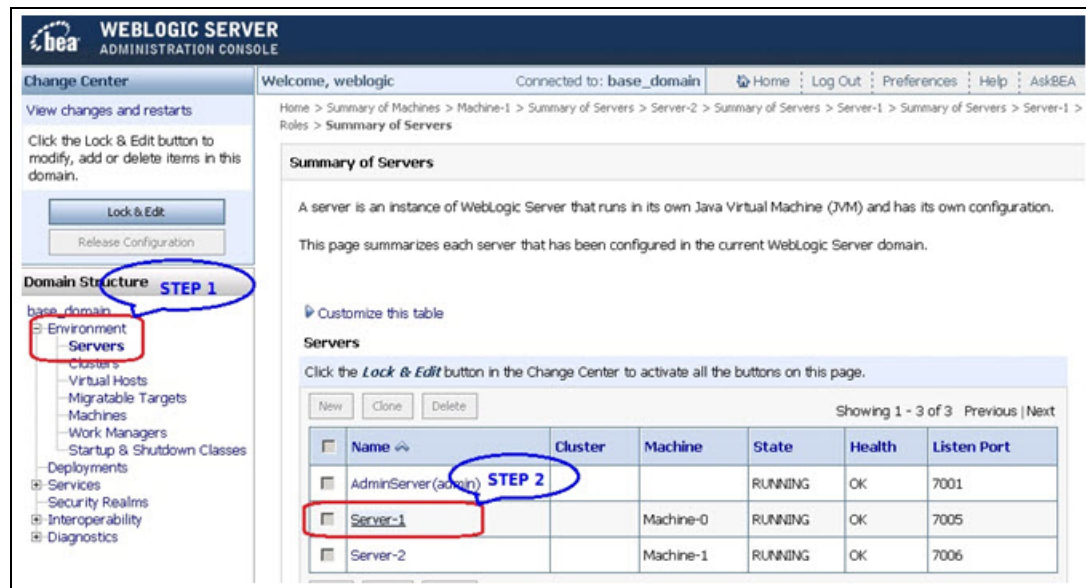 bea
WEBLOGIC SERVER
ADMINISTRATION CONSOLE
Change Center
View changes and restarts
Click the Lock & Edit button to
modify, add or delete items in this
domain.
Lock & Edit
Release Configuration
Domain Structure
STEP 1
base_domain
Environment
Servers
Clusters
Virtual Hosts
Migratable Targets
Machines
Work Managers
Startup & Shutdown Classes
Deployments
Services
Security Realms
Interoperability
Diagnostics
Welcome, weblogic Connected to: base_domain Home Log Out Preferences Help AskBEA
Home > Summary of Machines > Machine-1 > Summary of Servers > Server-2 > Summary of Servers > Server-1 > Summary of Servers > Server-1 >
Roles > Summary of Servers
Summary of Servers
A server is an instance of WebLogic Server that runs in its own Java Virtual Machine (JVM) and has its own configuration.
This page summarizes each server that has been configured in the current WebLogic Server domain.
Customize this table
Servers
Click the Lock & Edit button in the Change Center to activate all the buttons on this page.
New Clone Delete Showing 1 - 3 of 3 Previous | Next
Name Cluster Machine State Health Listen Port
AdminServer(admin) RUNNING OK 7001
STEP 2
Server-1 Machine-0 RUNNING OK 7005
Server-2 Machine-1 RUNNING OK 7006